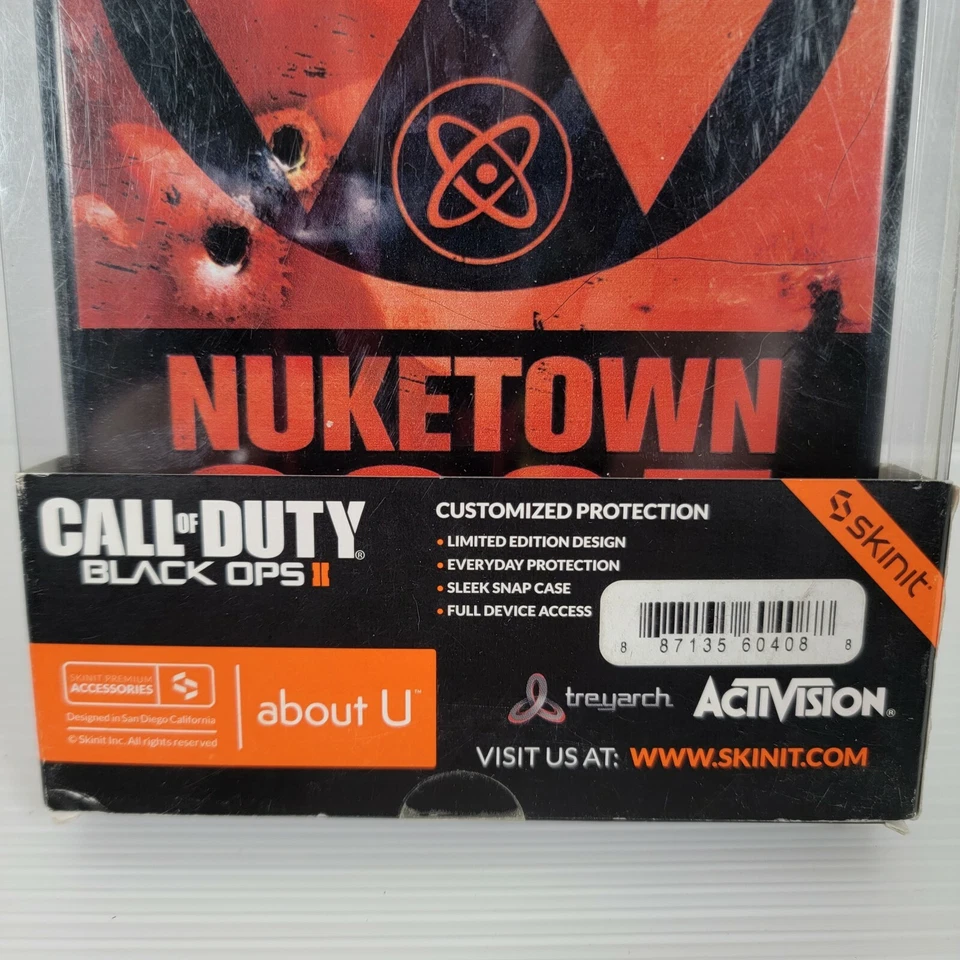 NUKETOWN
CALL OF DUTY®
BLACK OPS II
CUSTOMIZED PROTECTION
• LIMITED EDITION DESIGN
• EVERYDAY PROTECTION
• SLEEK SNAP CASE
• FULL DEVICE ACCESS
skinit
8 87135 60408 8
SKINIT PREMIUM
ACCESSORIES
Designed in San Diego California
© Skinit Inc. All rights reserved
about U™
treyarch
ACTIVISION®
VISIT US AT: WWW.SKINIT.COM